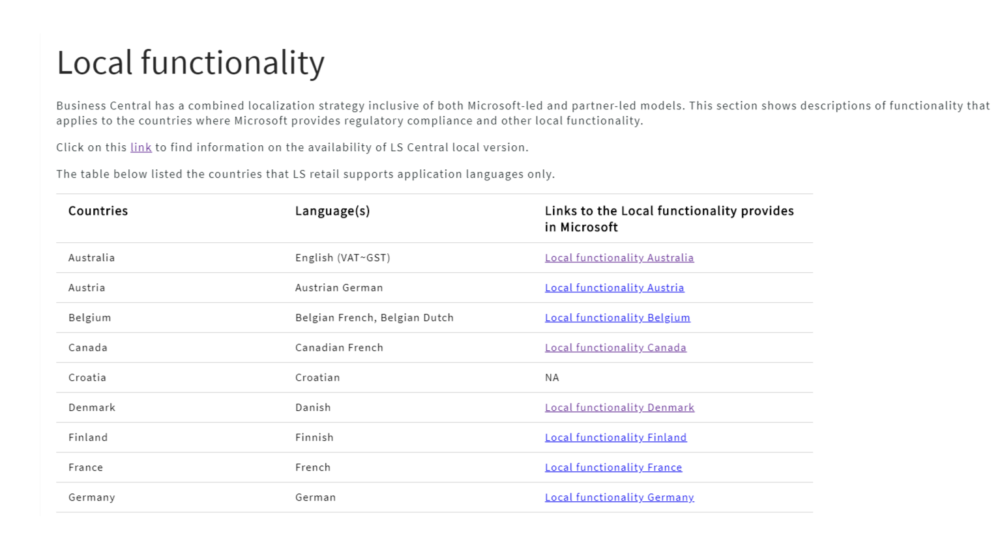 Local functionality
Business Central has a combined localization strategy inclusive of both Microsoft-led and partner-led models. This section shows descriptions of functionality that
applies to the countries where Microsoft provides regulatory compliance and other local functionality.
Click on this link to find information on the availability of LS Central local version.
The table below listed the countries that LS retail supports application languages only.
Countries Language(s) Links to the Local functionality provides
in Microsoft
Australia English (VAT~GST) Local functionality Australia
Austria Austrian German Local functionality Austria
Belgium Belgian French, Belgian Dutch Local functionality Belgium
Canada Canadian French Local functionality Canada
Croatia Croatian NA
Denmark Danish Local functionality Denmark
Finland Finnish Local functionality Finland
France French Local functionality France
Germany German Local functionality Germany